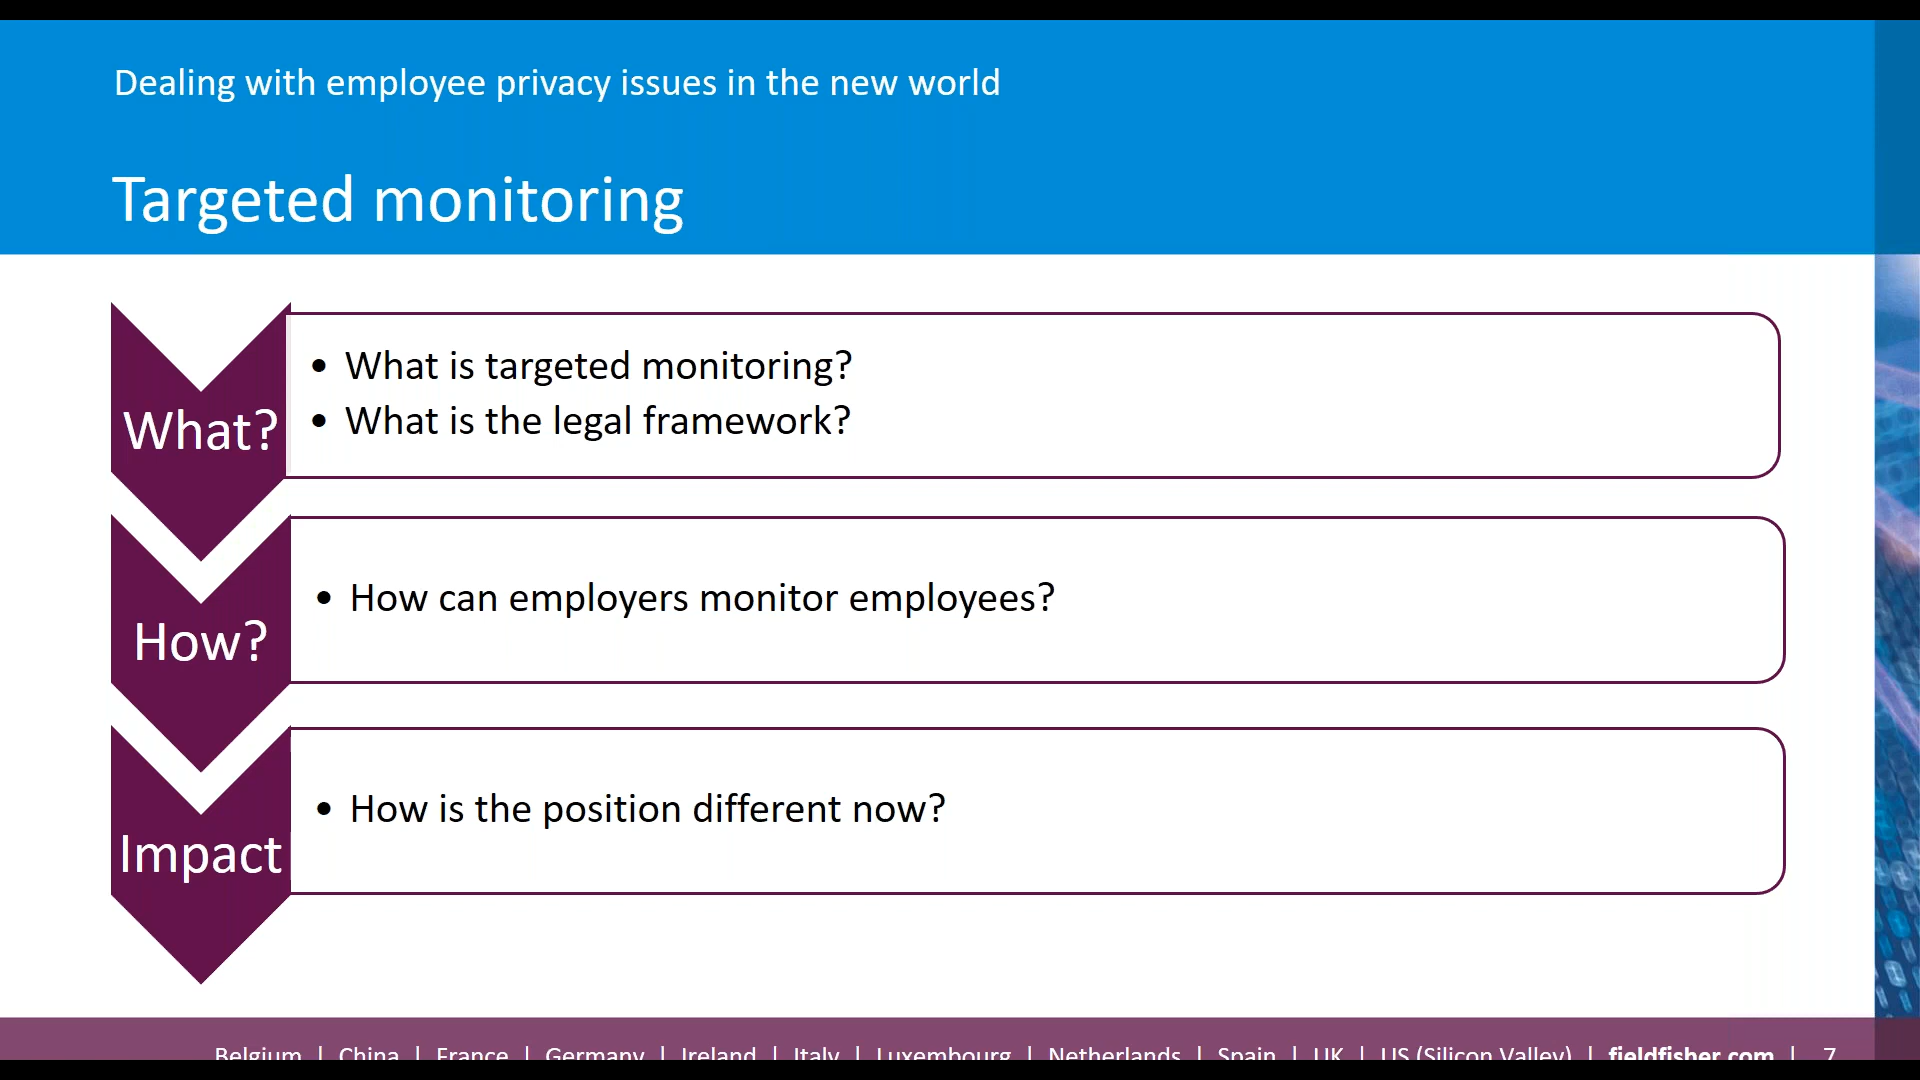 Dealing with employee privacy issues in the new world
Targeted monitoring
What?
• What is targeted monitoring?
• What is the legal framework?
How?
• How can employers monitor employees?
Impact
• How is the position different now?
Belgium | China | France | Germany | Ireland | Italy | Luxembourg | Netherlands | Spain | UK | US (Silicon Valley) | fieldfisher.com | 7